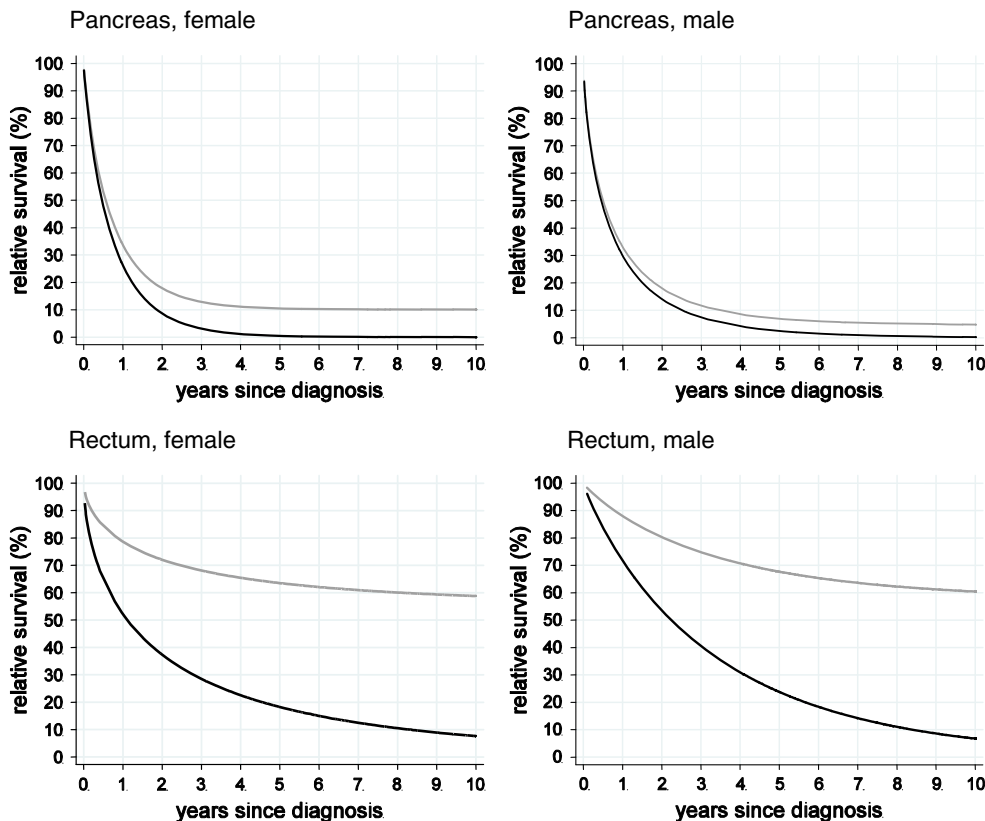 Pancreas, female
100
90
80
70
60
50
40
30
20
10
0
relative survival (%)
0 1 2 3 4 5 6 7 8 9 10
years since diagnosis
Pancreas, male
100
90
80
70
60
50
40
30
20
10
0
relative survival (%)
0 1 2 3 4 5 6 7 8 9 10
years since diagnosis
Rectum, female
100
90
80
70
60
50
40
30
20
10
0
relative survival (%)
0 1 2 3 4 5 6 7 8 9 10
years since diagnosis
Rectum, male
100
90
80
70
60
50
40
30
20
10
0
relative survival (%)
0 1 2 3 4 5 6 7 8 9 10
years since diagnosis